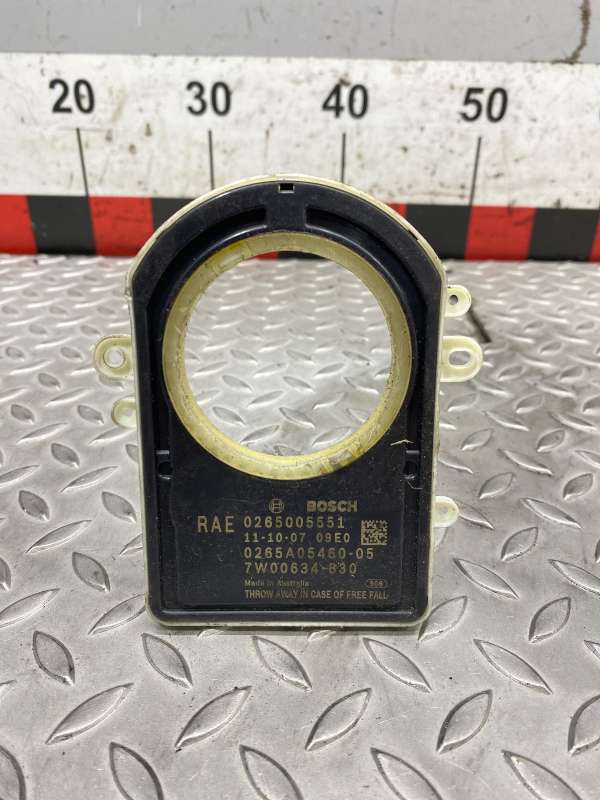 20 30 40 50
BOSCH
RAE 0265005551
11-10-07 09E0
0265A05460-05
7W00634-B30
Made in Australia
THROW AWAY IN CASE OF FREE FALL